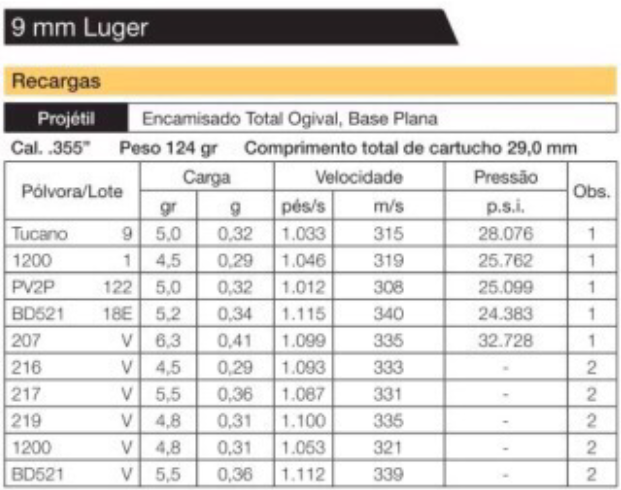 9 mm Luger
Recargas
Projétil Encamisado Total Ogival, Base Plana
Cal. .355" Peso 124 gr Comprimento total de cartucho 29,0 mm
Pólvora/Lote Carga Velocidade Pressão Obs.
gr g pés/s m/s p.s.i.
Tucano 9 5,0 0,32 1.033 315 28.076 1
1200 1 4,5 0,29 1.046 319 25.762 1
PV2P 122 5,0 0,32 1.012 308 25.099 1
BD521 18E 5,2 0,34 1.115 340 24.383 1
207 V 6,3 0,41 1.099 335 32.728 1
216 V 4,5 0,29 1.093 333 - 2
217 V 5,5 0,36 1.087 331 - 2
219 V 4,8 0,31 1.100 335 - 2
1200 V 4,8 0,31 1.053 321 - 2
BD521 V 5,5 0,36 1.112 339 - 2